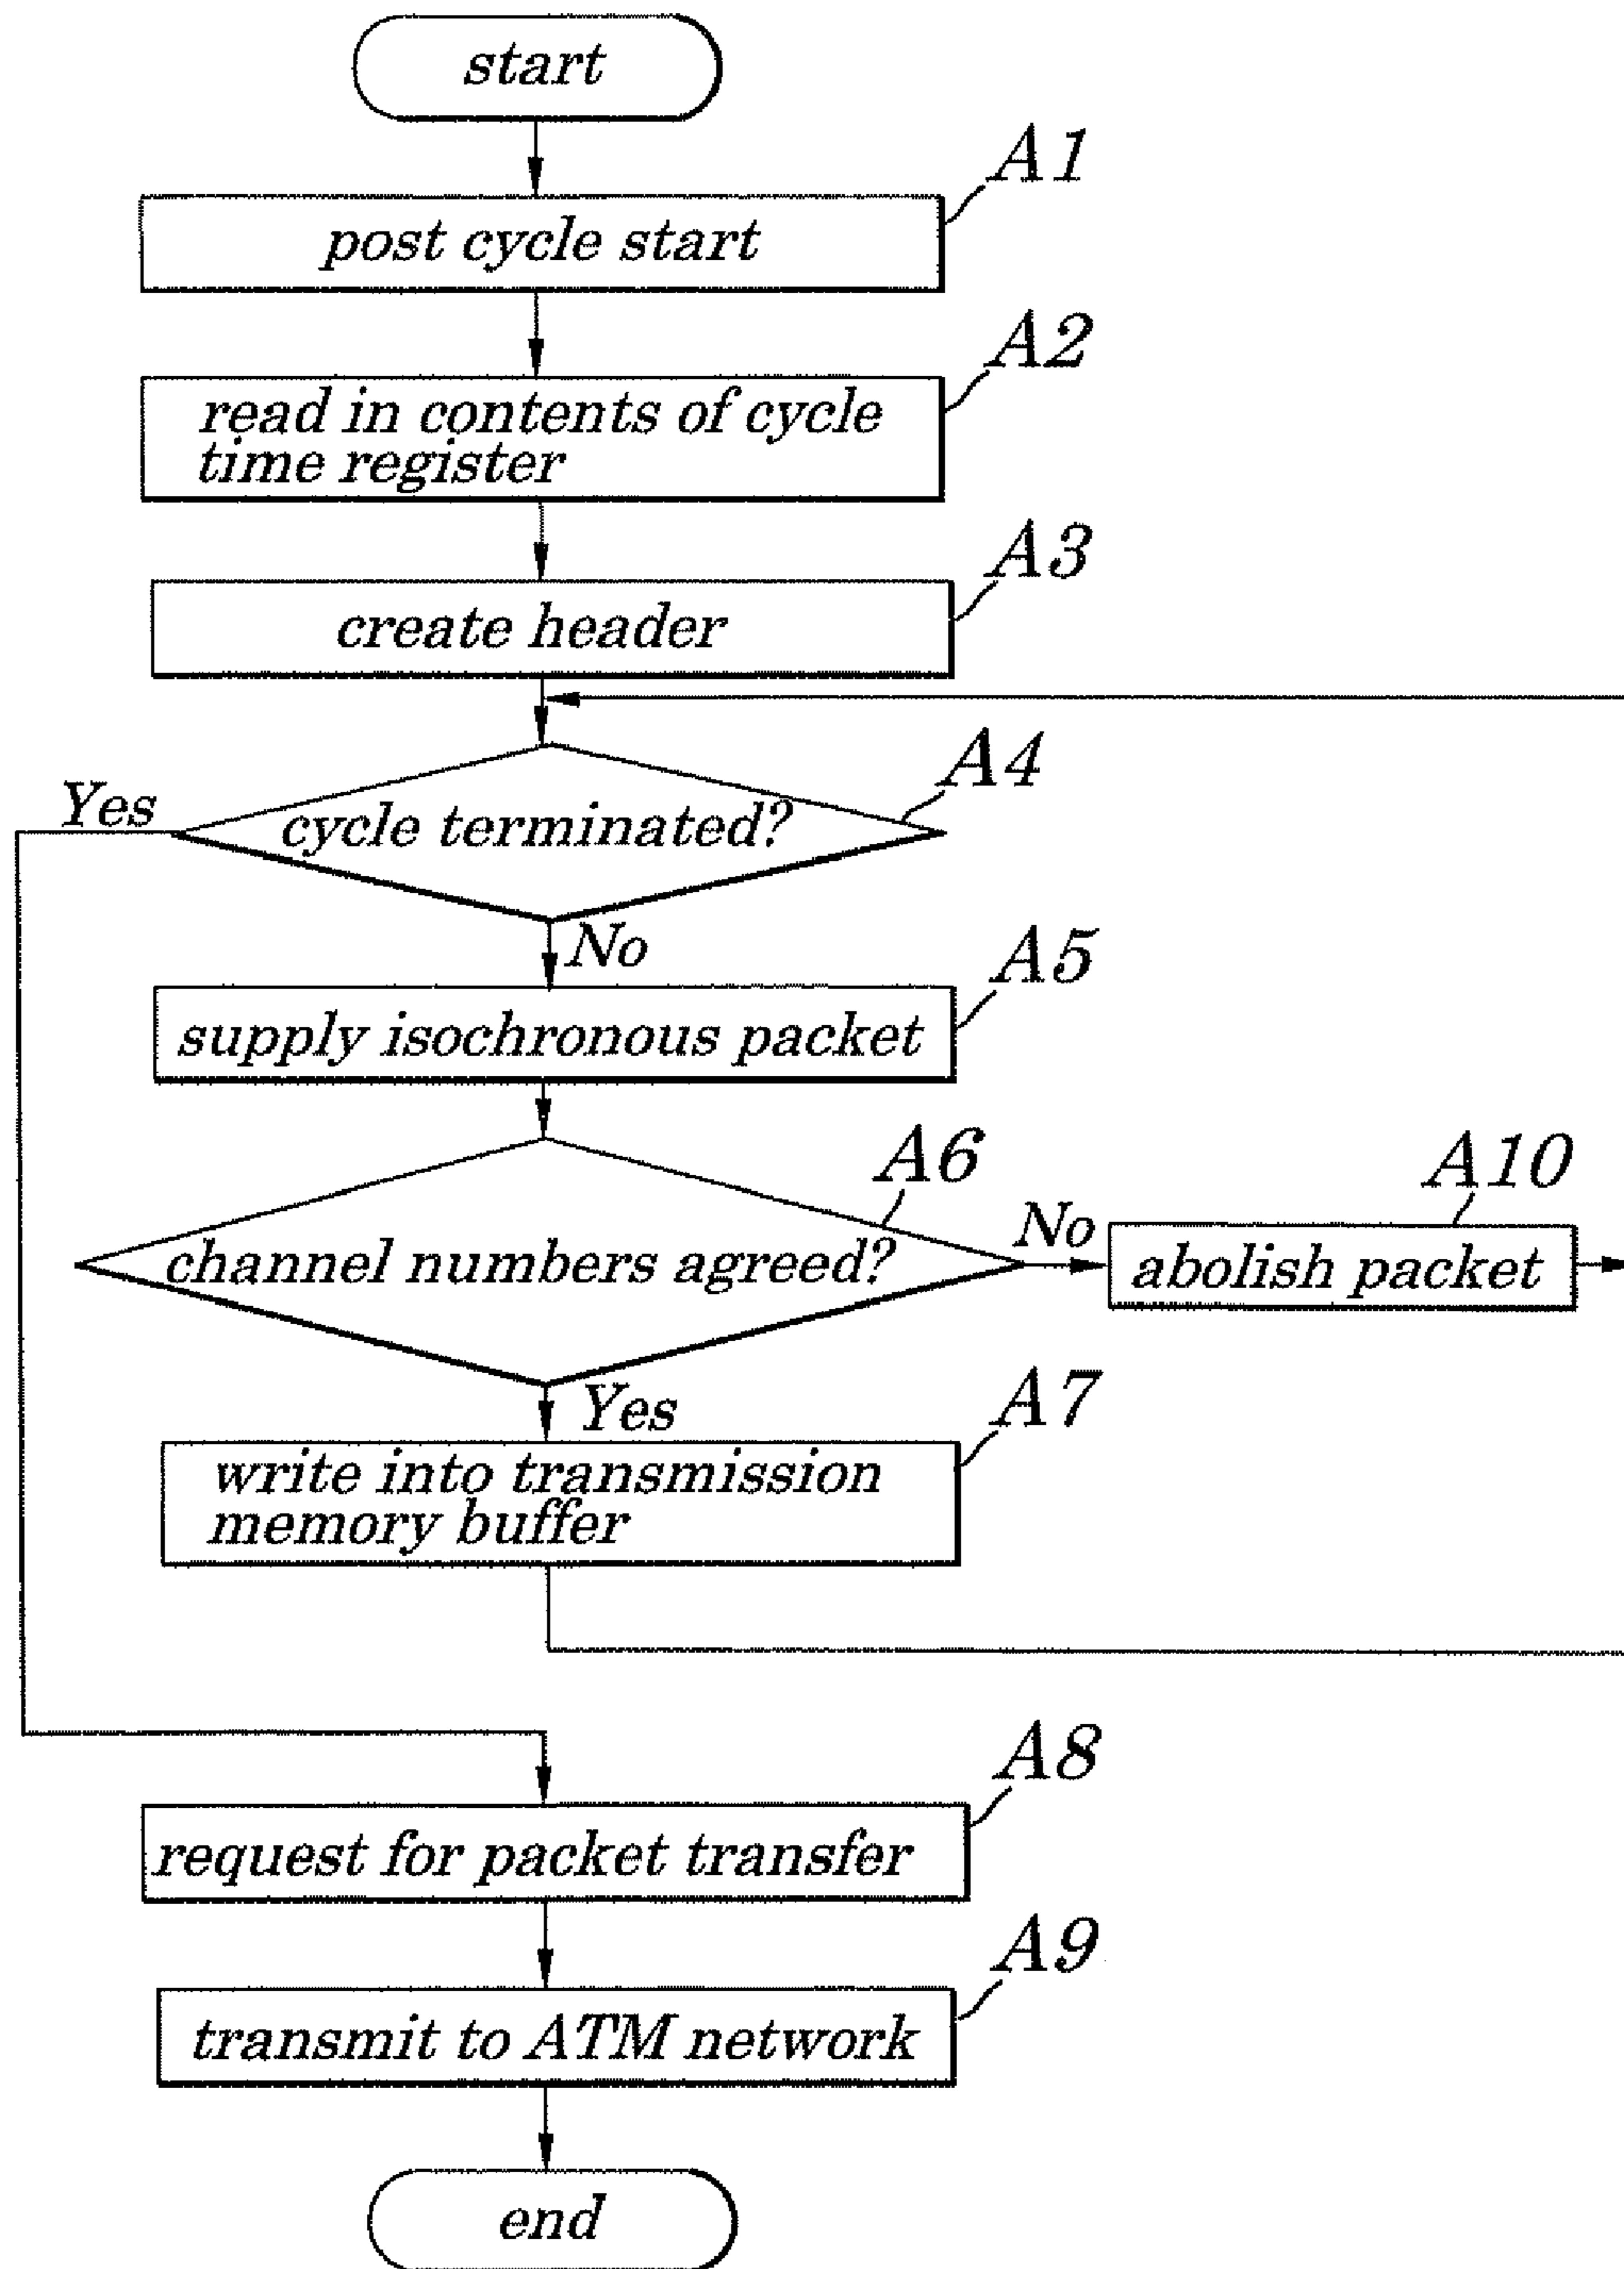 start
A1
post cycle start
A2
read in contents of cycle
time register
A3
create header
A4
Yes
cycle terminated?
No
A5
supply isochronous packet
A6
A10
No
channel numbers agreed?
abolish packet
Yes
A7
write into transmission
memory buffer
A8
request for packet transfer
A9
transmit to ATM network
end